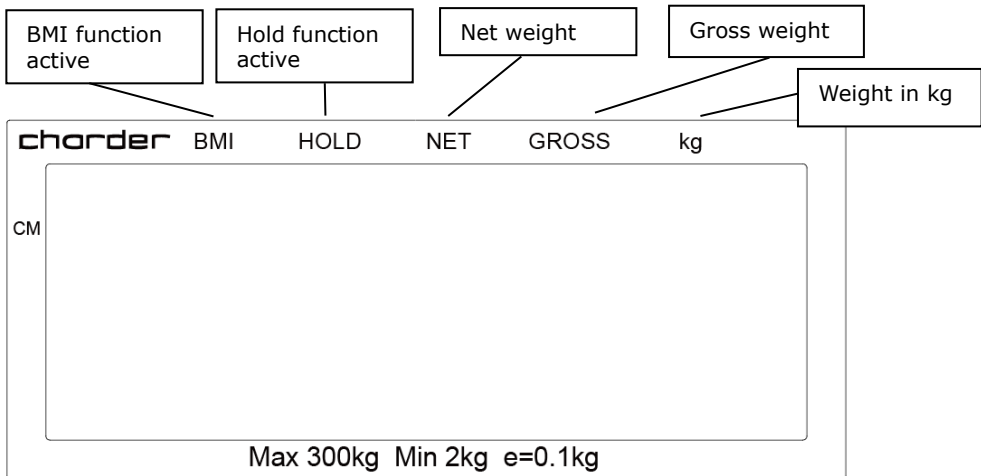 BMI function
active
Hold function
active
Net weight
Gross weight
Weight in kg
charder BMI HOLD NET GROSS kg
CM
Max 300kg Min 2kg e=0.1kg